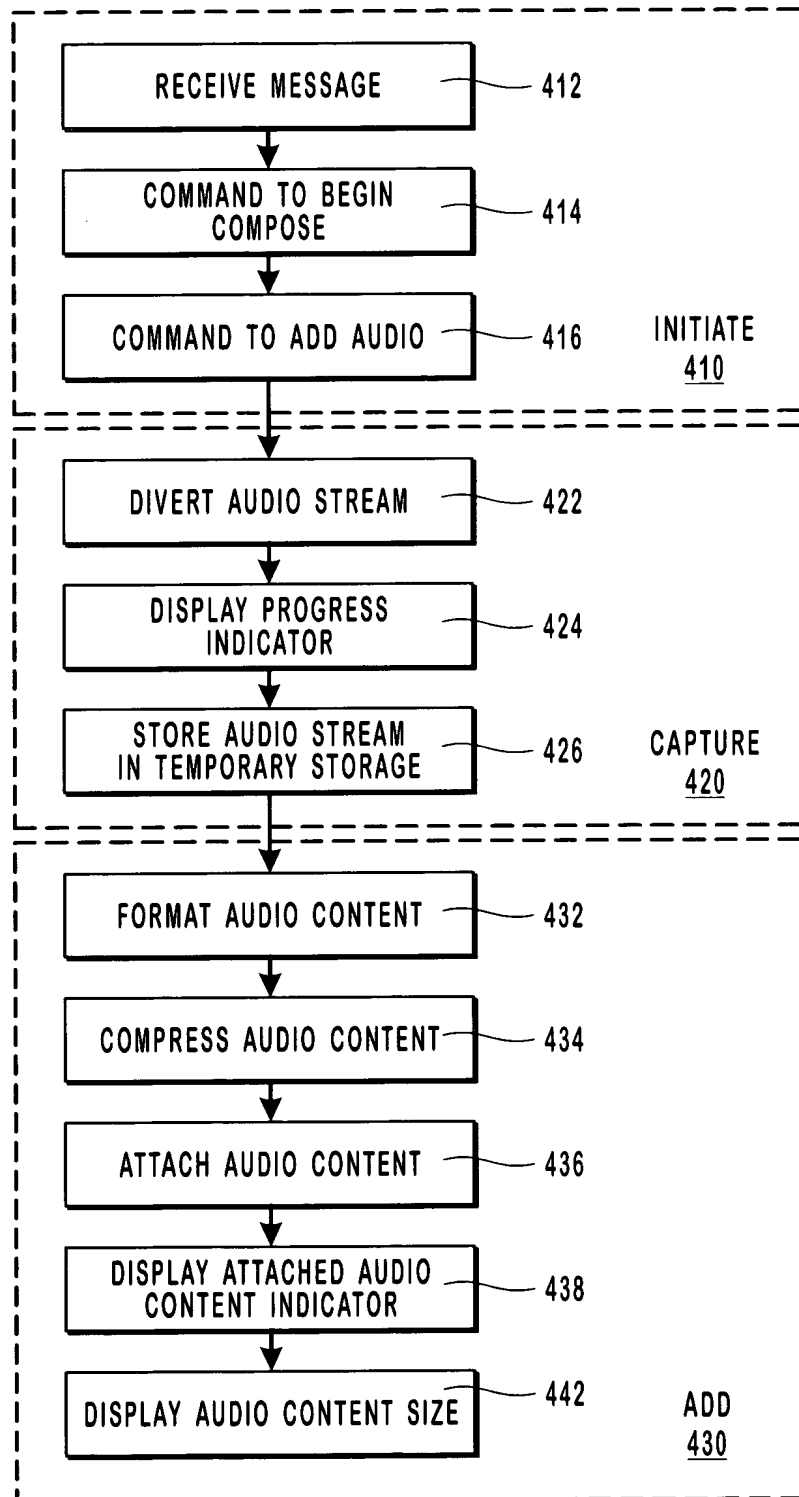 RECEIVE MESSAGE
412
COMMAND TO BEGIN
COMPOSE
414
COMMAND TO ADD AUDIO
416
INITIATE
410
DIVERT AUDIO STREAM
422
DISPLAY PROGRESS
INDICATOR
424
STORE AUDIO STREAM
IN TEMPORARY STORAGE
426
CAPTURE
420
FORMAT AUDIO CONTENT
432
COMPRESS AUDIO CONTENT
434
ATTACH AUDIO CONTENT
436
DISPLAY ATTACHED AUDIO
CONTENT INDICATOR
438
DISPLAY AUDIO CONTENT SIZE
442
ADD
430